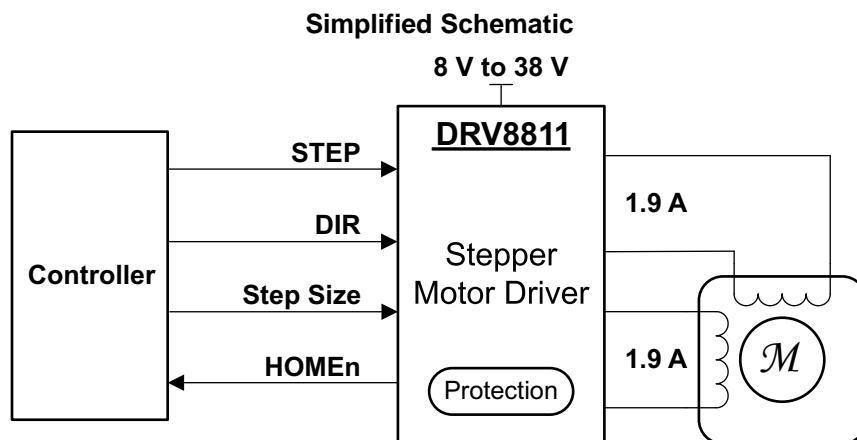 Simplified Schematic
8 V to 38 V
DRV8811
STEP
DIR
Controller
Step Size
HOMEn
Stepper
Motor Driver
Protection
1.9 A
1.9 A
M